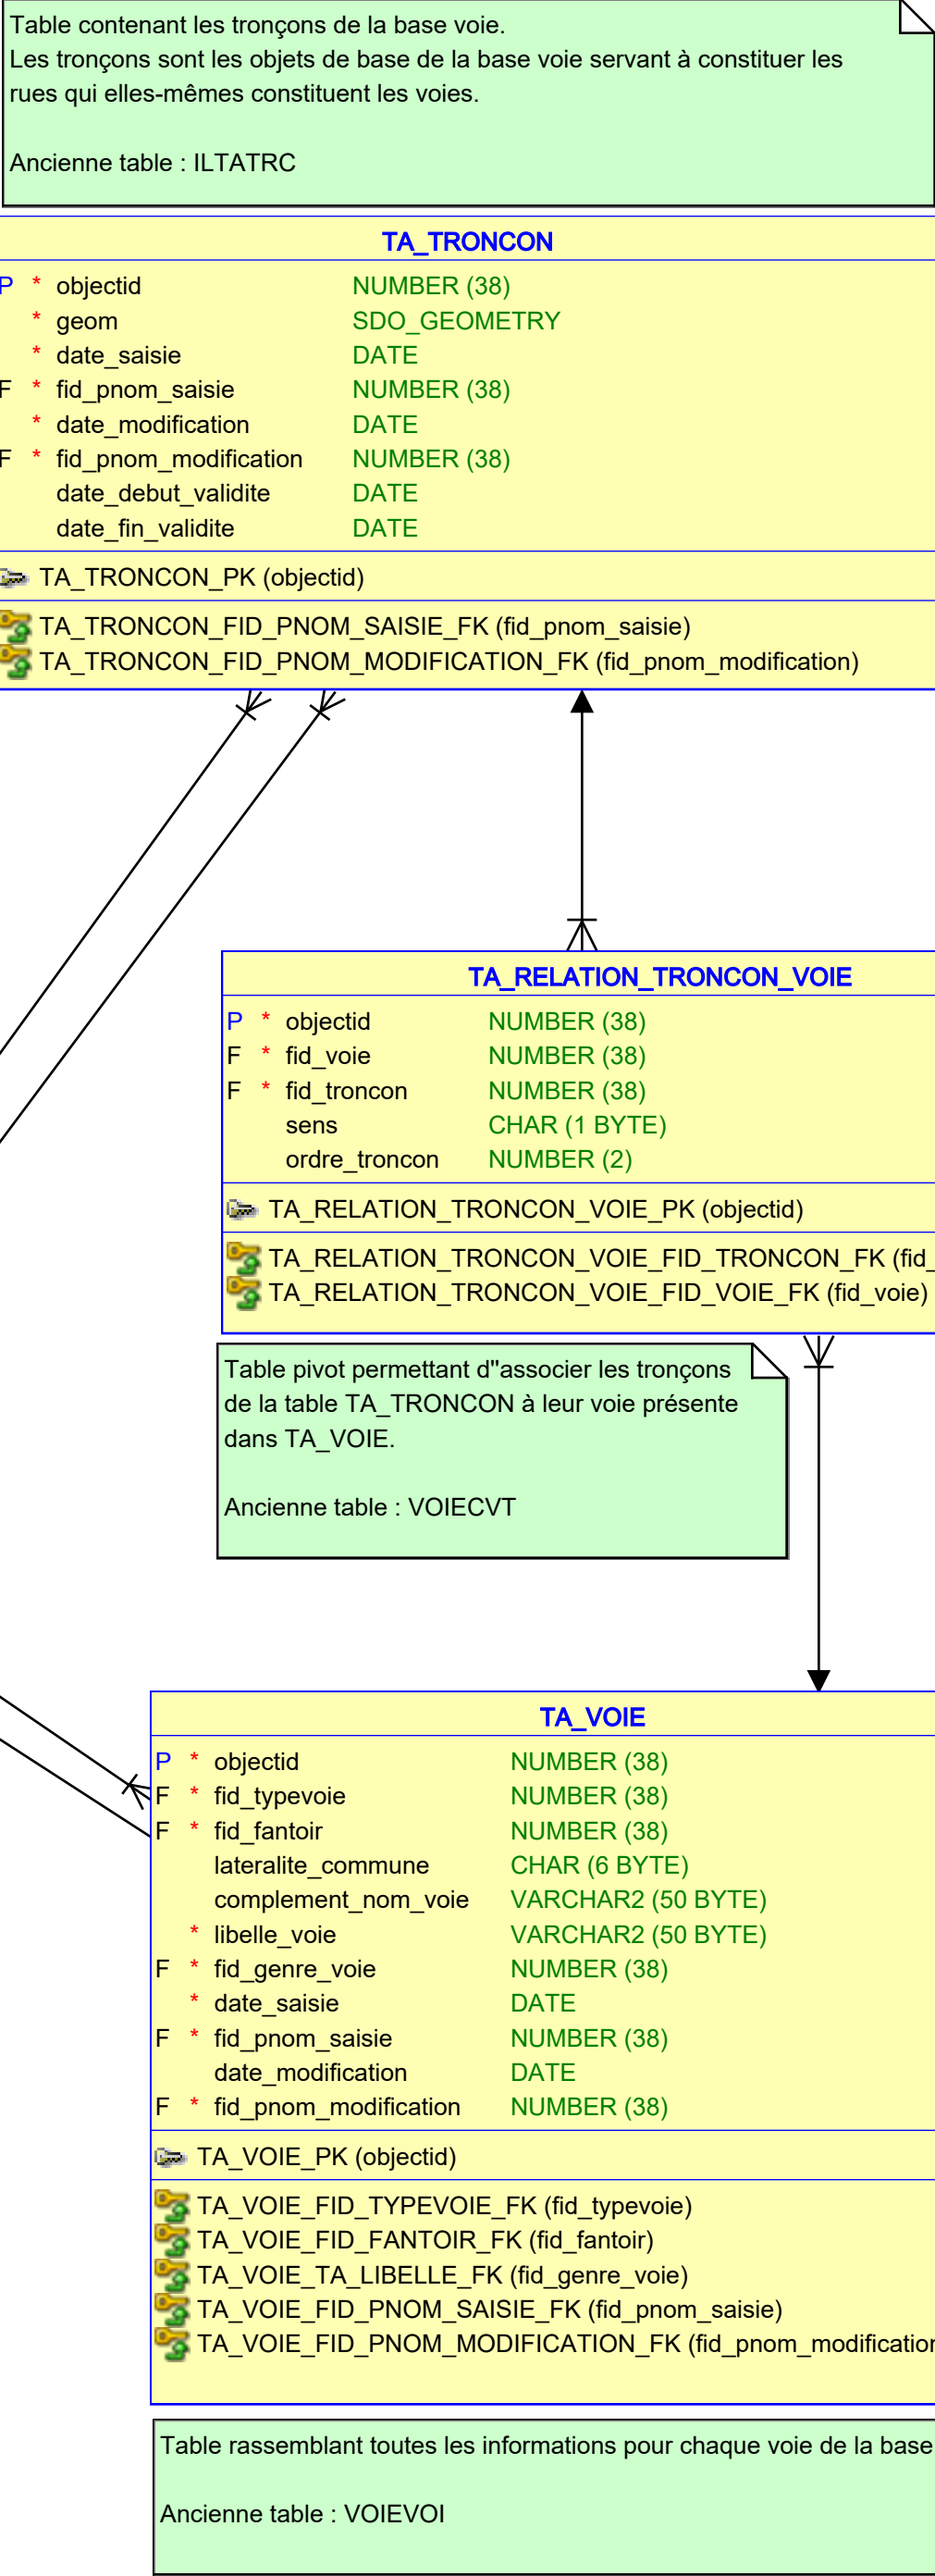 Table contenant les tronçons de la base voie.
Les tronçons sont les objets de base de la base voie servant à constituer les
rues qui elles-mêmes constituent les voies.
Ancienne table : ILTATRC
TA_TRONCON
P * objectid NUMBER (38)
* geom SDO_GEOMETRY
* date_saisie DATE
F * fid_pnom_saisie NUMBER (38)
* date_modification DATE
F * fid_pnom_modification NUMBER (38)
date_debut_validite DATE
date_fin_validite DATE
TA_TRONCON_PK (objectid)
TA_TRONCON_FID_PNOM_SAISIE_FK (fid_pnom_saisie)
TA_TRONCON_FID_PNOM_MODIFICATION_FK (fid_pnom_modification)
TA_RELATION_TRONCON_VOIE
P * objectid NUMBER (38)
F * fid_voie NUMBER (38)
F * fid_troncon NUMBER (38)
sens CHAR (1 BYTE)
ordre_troncon NUMBER (2)
TA_RELATION_TRONCON_VOIE_PK (objectid)
TA_RELATION_TRONCON_VOIE_FID_TRONCON_FK (fid_
TA_RELATION_TRONCON_VOIE_FID_VOIE_FK (fid_voie)
Table pivot permettant d"associer les tronçons
de la table TA_TRONCON à leur voie présente
dans TA_VOIE.
Ancienne table : VOIECVT
TA_VOIE
P * objectid NUMBER (38)
F * fid_typevoie NUMBER (38)
F * fid_fantoir NUMBER (38)
lateralite_commune CHAR (6 BYTE)
complement_nom_voie VARCHAR2 (50 BYTE)
* libelle_voie VARCHAR2 (50 BYTE)
F * fid_genre_voie NUMBER (38)
* date_saisie DATE
F * fid_pnom_saisie NUMBER (38)
date_modification DATE
F * fid_pnom_modification NUMBER (38)
TA_VOIE_PK (objectid)
TA_VOIE_FID_TYPEVOIE_FK (fid_typevoie)
TA_VOIE_FID_FANTOIR_FK (fid_fantoir)
TA_VOIE_TA_LIBELLE_FK (fid_genre_voie)
TA_VOIE_FID_PNOM_SAISIE_FK (fid_pnom_saisie)
TA_VOIE_FID_PNOM_MODIFICATION_FK (fid_pnom_modification
Table rassemblant toutes les informations pour chaque voie de la base
Ancienne table : VOIEVOI